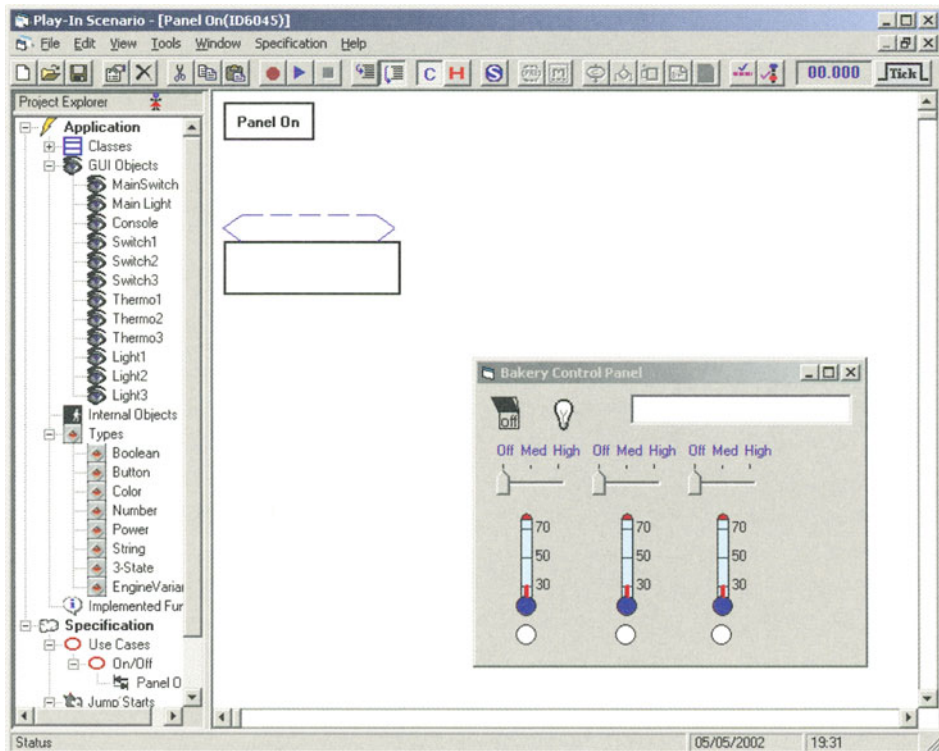 Play-In Scenario - [Panel On(ID6045)]
File Edit View Tools Window Specification Help
C H S 00.000 Tick
Project Explorer
Application
Classes
GUI Objects
MainSwitch
Main Light
Console
Switch1
Switch2
Switch3
Thermo1
Thermo2
Thermo3
Light1
Light2
Light3
Internal Objects
Types
Boolean
Button
Color
Number
Power
String
3-State
EngineVariat
Implemented Fur
Specification
Use Cases
On/Off
Panel O
Jump Starts
Panel On
Bakery Control Panel
off
Off Med High Off Med High Off Med High
70 70 70
50 50 50
30 30 30
Status 05/05/2002 19:31